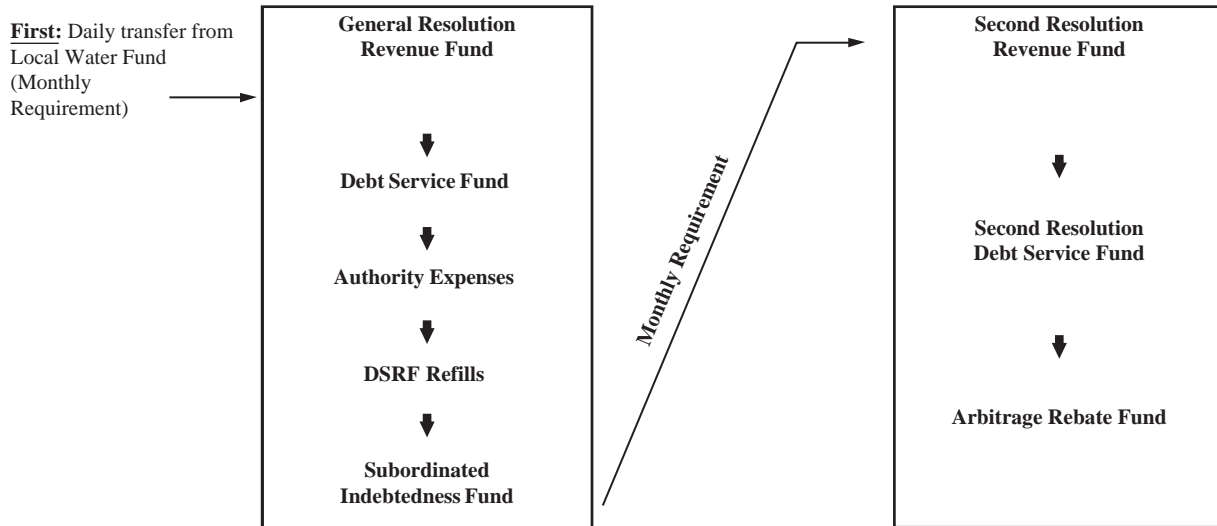 First: Daily transfer from
Local Water Fund
(Monthly
Requirement)
General Resolution
Revenue Fund
Debt Service Fund
Authority Expenses
DSRF Refills
Subordinated
Indebtedness Fund
Monthly Requirement
Second Resolution
Revenue Fund
Second Resolution
Debt Service Fund
Arbitrage Rebate Fund